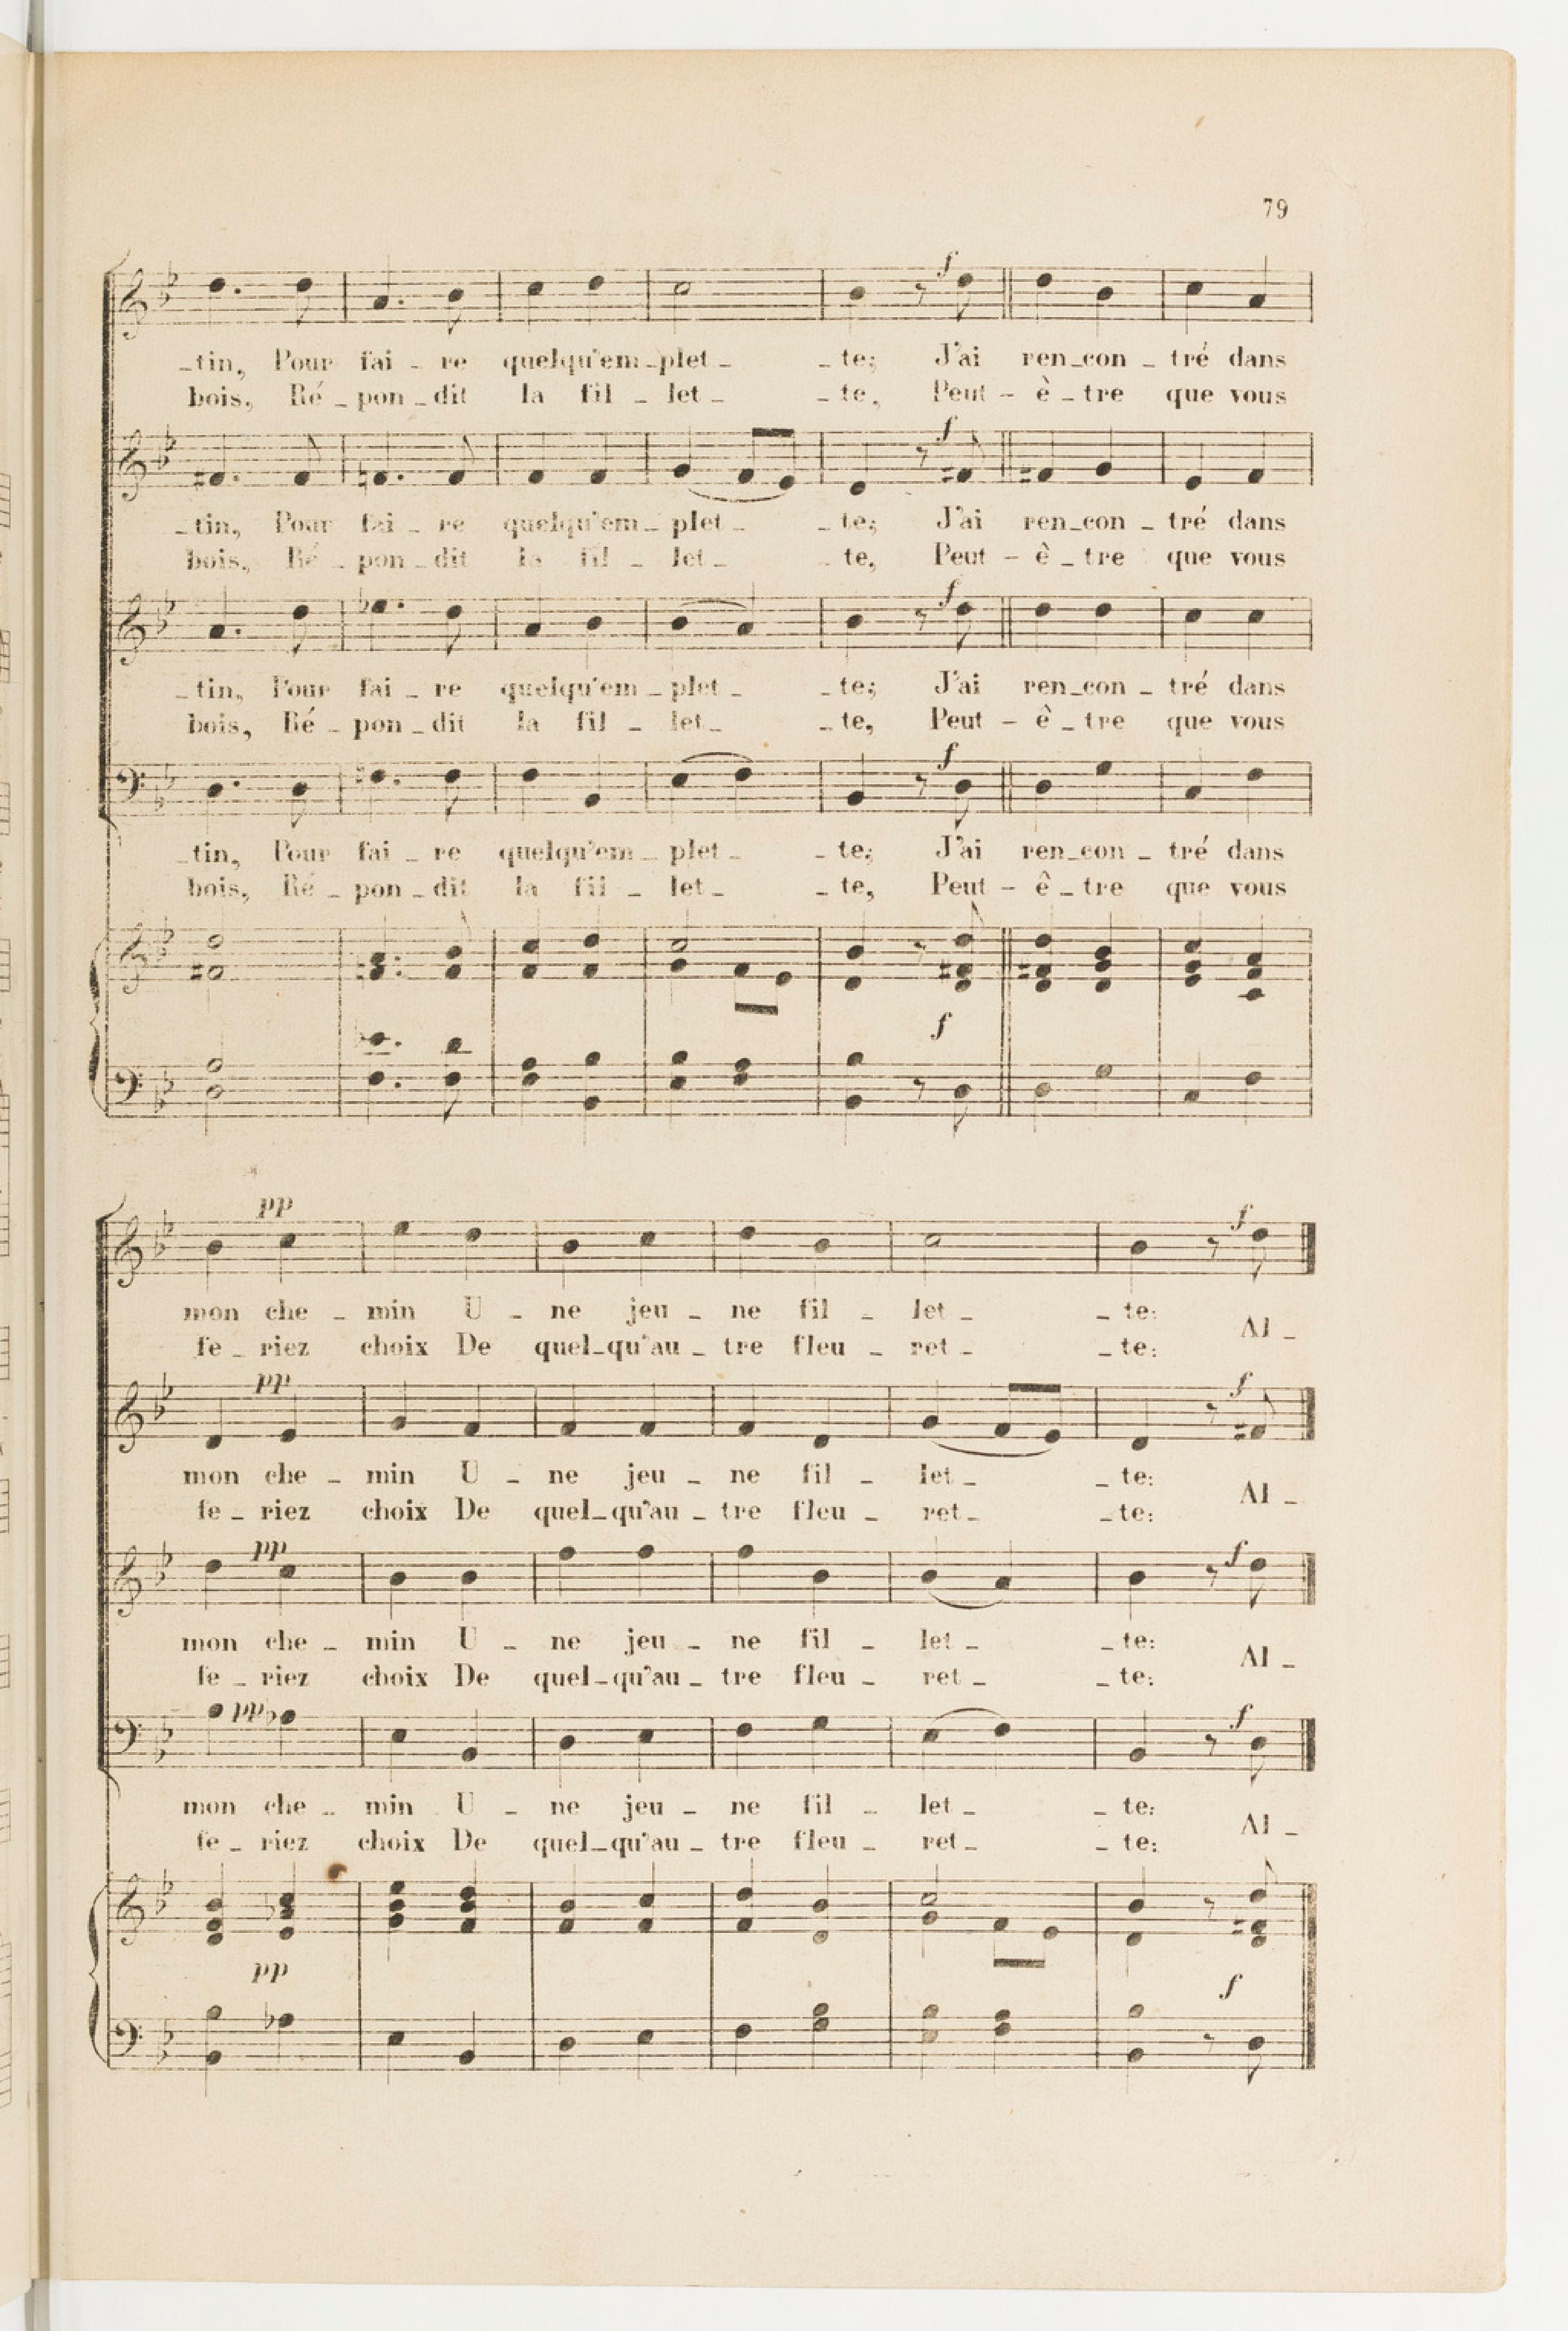 79
f
_tin, Pour fai _ re quelqu'em _ plet _ _ te; J'ai ren_con _ tré dans
bois, Ré _ pon _ dit la fil _ let _ _ te, Peut _ è _ tre que vous
f
_tin, Pour fai _ re quelqu'em _ plet _ _ te; J'ai ren_con _ tré dans
bois, Ré _ pon _ dit la fil _ let _ _ te, Peut _ è _ tre que vous
f
_tin, Pour fai _ re quelqu'em _ plet _ _ te; J'ai ren_con _ tré dans
bois, Ré _ pon _ dit la fil _ let _ _ te, Peut _ ê _ tre que vous
f
_tin, Pour fai _ re quelqu'em _ plet _ _ te; J'ai ren_con _ tré dans
bois, Ré _ pon _ dit la fil _ let _ _ te, Peut _ ê _ tre que vous
f
pp f
mon che _ min U _ ne jeu _ ne fil _ let _ _ te: Al _
fe _ riez choix De quel_qu'au _ tre fleu _ ret _ _ te:
pp f
mon che _ min U _ ne jeu _ ne fil _ let _ _ te: Al _
fe _ riez choix De quel_qu'au _ tre fleu _ ret _ _ te:
pp f
mon che _ min U _ ne jeu _ ne fil _ let _ _ te: Al _
fe _ riez choix De quel_qu'au _ tre fleu _ ret _ _ te:
pp f
mon che _ min U _ ne jeu _ ne fil _ let _ _ te: Al _
fe _ riez choix De quel_qu'au _ tre fleu _ ret _ _ te:
pp f